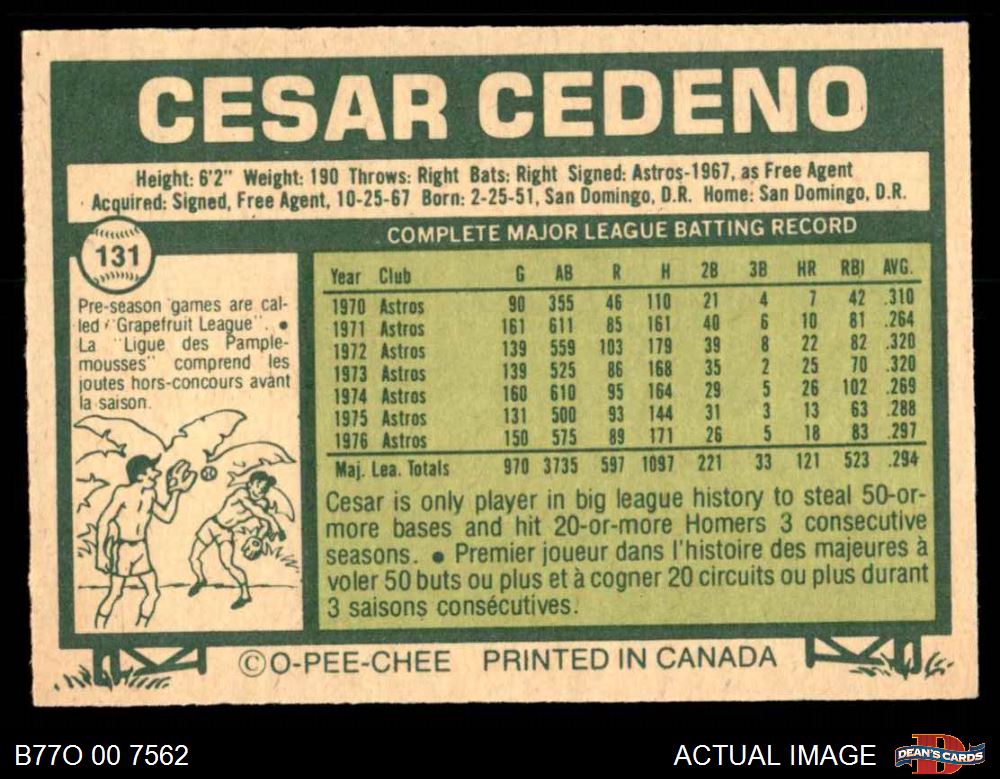 CESAR CEDENO
Height: 6'2" Weight: 190 Throws: Right Bats: Right Signed: Astros-1967, as Free Agent
Acquired: Signed, Free Agent, 10-25-67 Born: 2-25-51, San Domingo, D.R. Home: San Domingo, D.R.
131
Pre-season games are cal-
led "Grapefruit League". •
La "Ligue des Pample-
mousses" comprend les
joutes hors-concours avant
la saison.
COMPLETE MAJOR LEAGUE BATTING RECORD
Year Club G AB R H 2B 3B HR RBI AVG.
1970 Astros 90 355 46 110 21 4 7 42 .310
1971 Astros 161 611 85 161 40 6 10 81 .264
1972 Astros 139 559 103 179 39 8 22 82 .320
1973 Astros 139 525 86 168 35 2 25 70 .320
1974 Astros 160 610 95 164 29 5 26 102 .269
1975 Astros 131 500 93 144 31 3 13 63 .288
1976 Astros 150 575 89 171 26 5 18 83 .297
Maj. Lea. Totals 970 3735 597 1097 221 33 121 523 .294
Cesar is only player in big league history to steal 50-or-
more bases and hit 20-or-more Homers 3 consecutive
seasons. • Premier joueur dans l'histoire des majeures à
voler 50 buts ou plus et à cogner 20 circuits ou plus durant
3 saisons consécutives.
© O-PEE-CHEE PRINTED IN CANADA
B77O 00 7562
ACTUAL IMAGE
DEAN'S CARDS